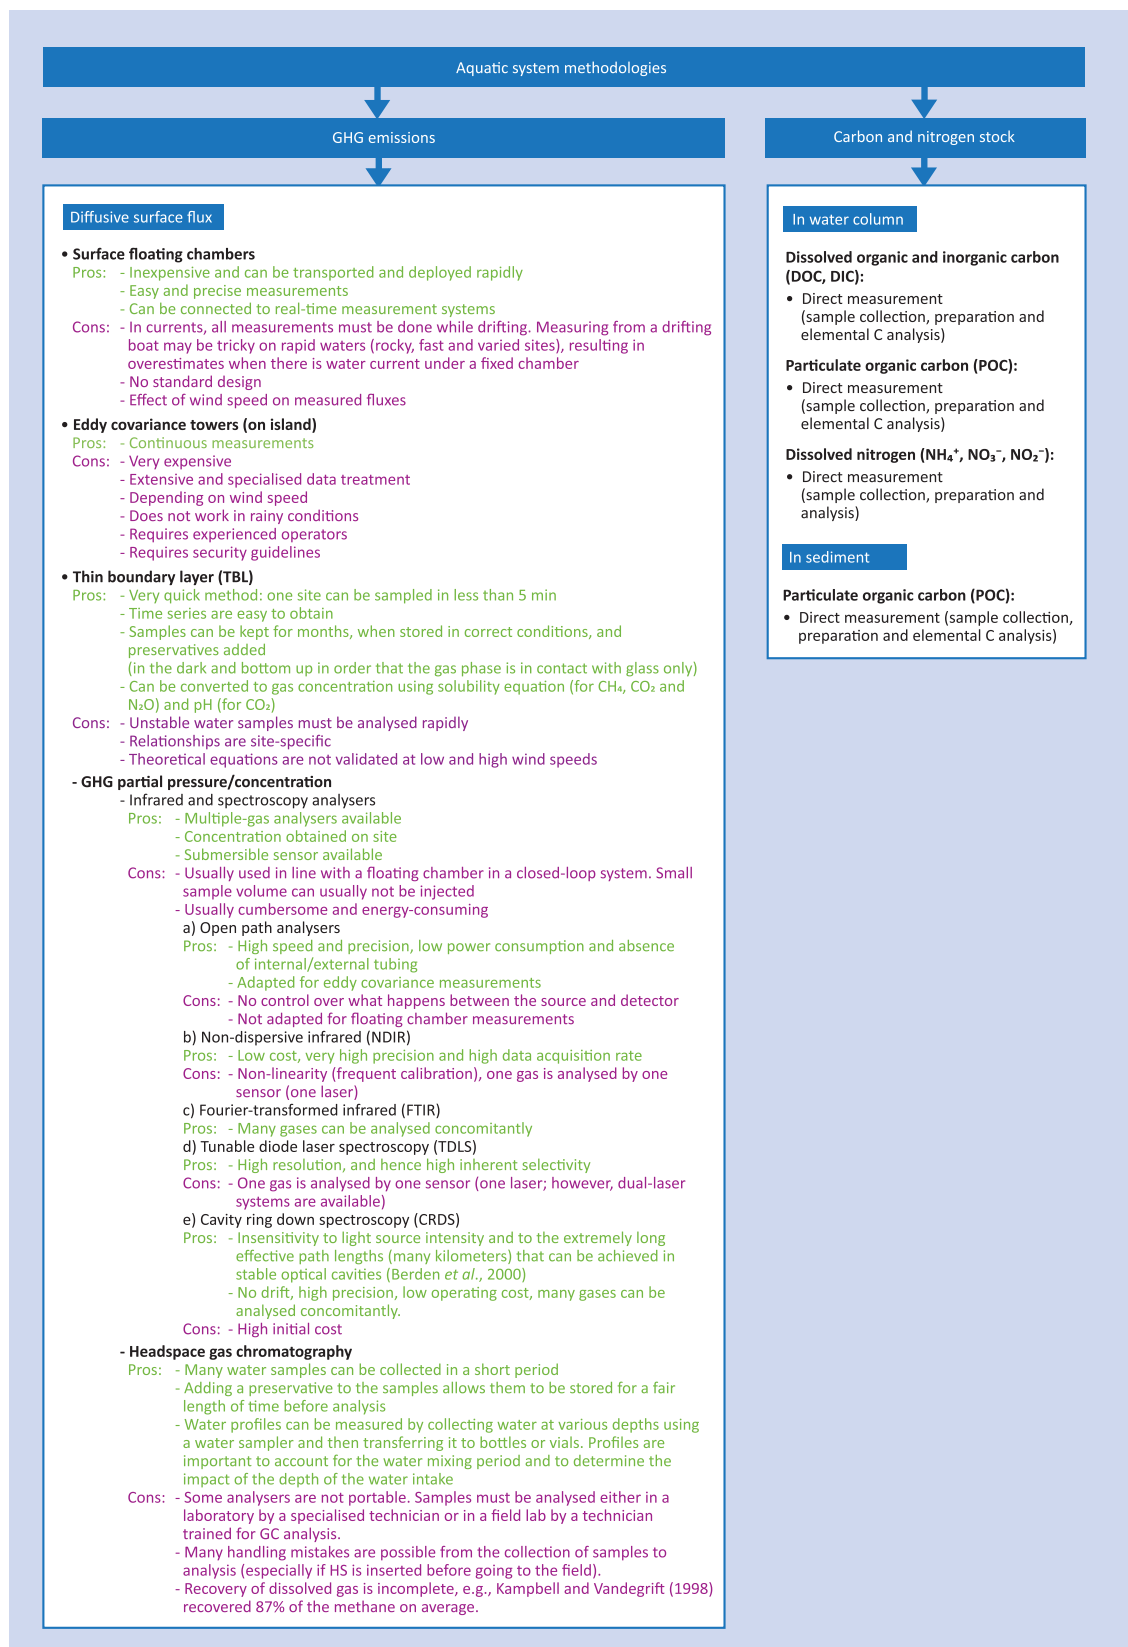 Aquatic system methodologies
GHG emissions
Diffusive surface flux
• Surface floating chambers
Pros: - Inexpensive and can be transported and deployed rapidly
- Easy and precise measurements
- Can be connected to real-time measurement systems
Cons: - In currents, all measurements must be done while drifting. Measuring from a drifting
boat may be tricky on rapid waters (rocky, fast and varied sites), resulting in
overestimates when there is water current under a fixed chamber
- No standard design
- Effect of wind speed on measured fluxes
• Eddy covariance towers (on island)
Pros: - Continuous measurements
Cons: - Very expensive
- Extensive and specialised data treatment
- Depending on wind speed
- Does not work in rainy conditions
- Requires experienced operators
- Requires security guidelines
• Thin boundary layer (TBL)
Pros: - Very quick method: one site can be sampled in less than 5 min
- Time series are easy to obtain
- Samples can be kept for months, when stored in correct conditions, and
preservatives added
(in the dark and bottom up in order that the gas phase is in contact with glass only)
- Can be converted to gas concentration using solubility equation (for CH₄, CO₂ and
N₂O) and pH (for CO₂)
Cons: - Unstable water samples must be analysed rapidly
- Relationships are site-specific
- Theoretical equations are not validated at low and high wind speeds
- GHG partial pressure/concentration
- Infrared and spectroscopy analysers
Pros: - Multiple-gas analysers available
- Concentration obtained on site
- Submersible sensor available
Cons: - Usually used in line with a floating chamber in a closed-loop system. Small
sample volume can usually not be injected
- Usually cumbersome and energy-consuming
a) Open path analysers
Pros: - High speed and precision, low power consumption and absence
of internal/external tubing
- Adapted for eddy covariance measurements
Cons: - No control over what happens between the source and detector
- Not adapted for floating chamber measurements
b) Non-dispersive infrared (NDIR)
Pros: - Low cost, very high precision and high data acquisition rate
Cons: - Non-linearity (frequent calibration), one gas is analysed by one
sensor (one laser)
c) Fourier-transformed infrared (FTIR)
Pros: - Many gases can be analysed concomitantly
d) Tunable diode laser spectroscopy (TDLS)
Pros: - High resolution, and hence high inherent selectivity
Cons: - One gas is analysed by one sensor (one laser; however, dual-laser
systems are available)
e) Cavity ring down spectroscopy (CRDS)
Pros: - Insensitivity to light source intensity and to the extremely long
effective path lengths (many kilometers) that can be achieved in
stable optical cavities (Berden et al., 2000)
- No drift, high precision, low operating cost, many gases can be
analysed concomitantly.
Cons: - High initial cost
- Headspace gas chromatography
Pros: - Many water samples can be collected in a short period
- Adding a preservative to the samples allows them to be stored for a fair
length of time before analysis
- Water profiles can be measured by collecting water at various depths using
a water sampler and then transferring it to bottles or vials. Profiles are
important to account for the water mixing period and to determine the
impact of the depth of the water intake
Cons: - Some analysers are not portable. Samples must be analysed either in a
laboratory by a specialised technician or in a field lab by a technician
trained for GC analysis.
- Many handling mistakes are possible from the collection of samples to
analysis (especially if HS is inserted before going to the field).
- Recovery of dissolved gas is incomplete, e.g., Kampbell and Vandegrift (1998)
recovered 87% of the methane on average.
Carbon and nitrogen stock
In water column
Dissolved organic and inorganic carbon
(DOC, DIC):
• Direct measurement
(sample collection, preparation and
elemental C analysis)
Particulate organic carbon (POC):
• Direct measurement
(sample collection, preparation and
elemental C analysis)
Dissolved nitrogen (NH₄⁺, NO₃⁻, NO₂⁻):
• Direct measurement
(sample collection, preparation and
analysis)
In sediment
Particulate organic carbon (POC):
• Direct measurement (sample collection,
preparation and elemental C analysis)